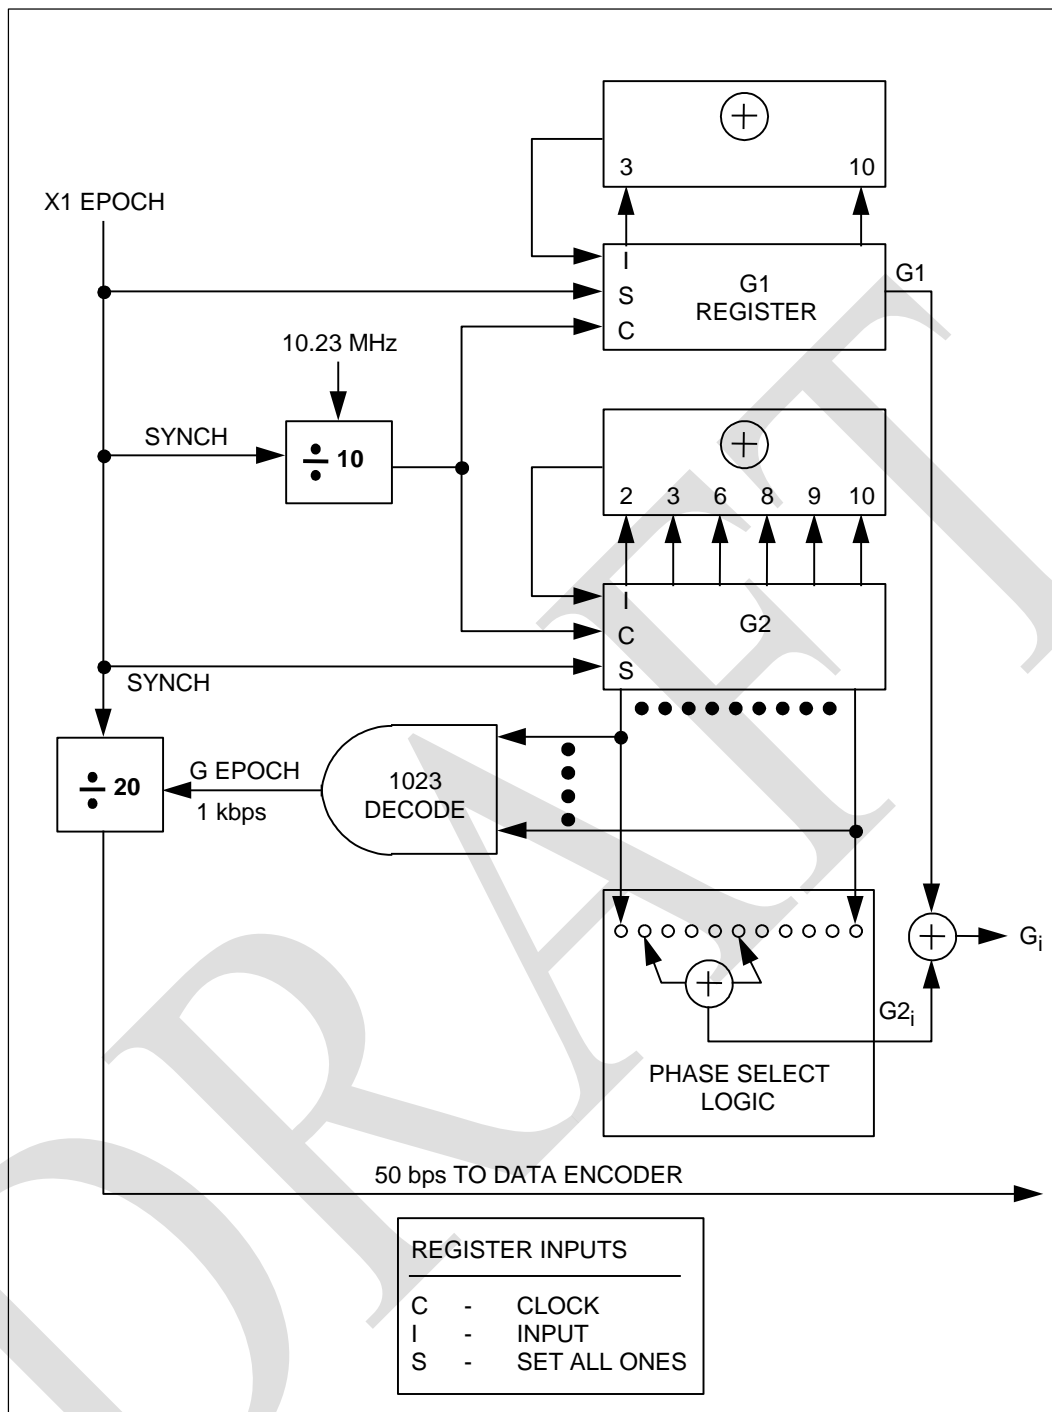 3 10
X1 EPOCH
I
S
C
G1
REGISTER
G1
10.23 MHz
SYNCH
÷ 10
2 3 6 8 9 10
I
C
S
G2
SYNCH
÷ 20
G EPOCH
1 kbps
1023
DECODE
Gi
G2i
PHASE SELECT
LOGIC
50 bps TO DATA ENCODER
REGISTER INPUTS
C - CLOCK
I - INPUT
S - SET ALL ONES
DRAFT